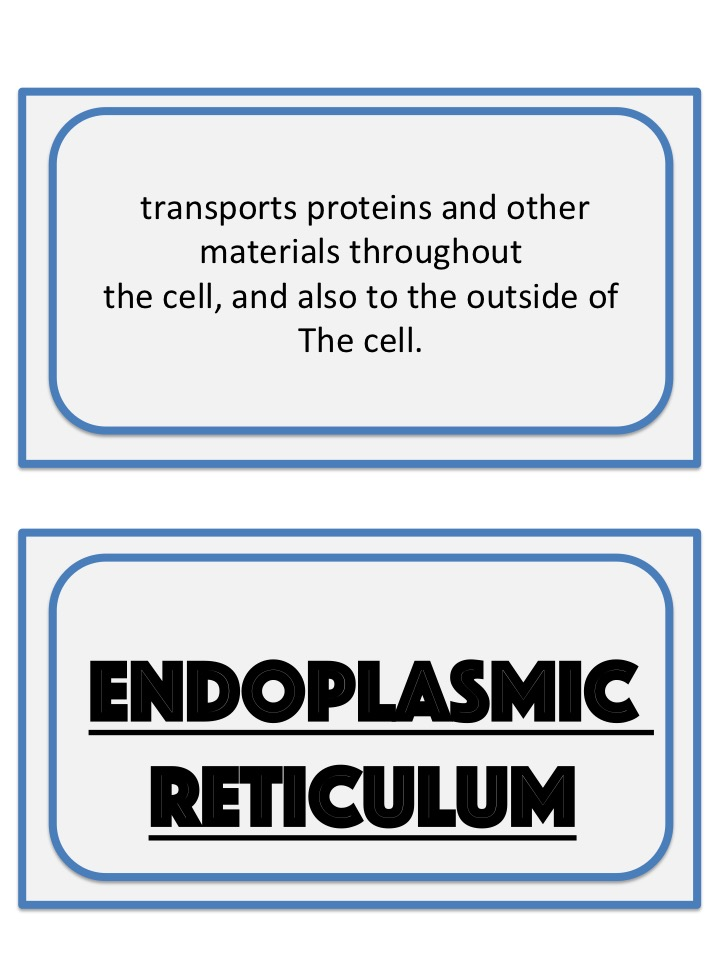 transports proteins and other
materials throughout
the cell, and also to the outside of
The cell.
ENDOPLASMIC
RETICULUM